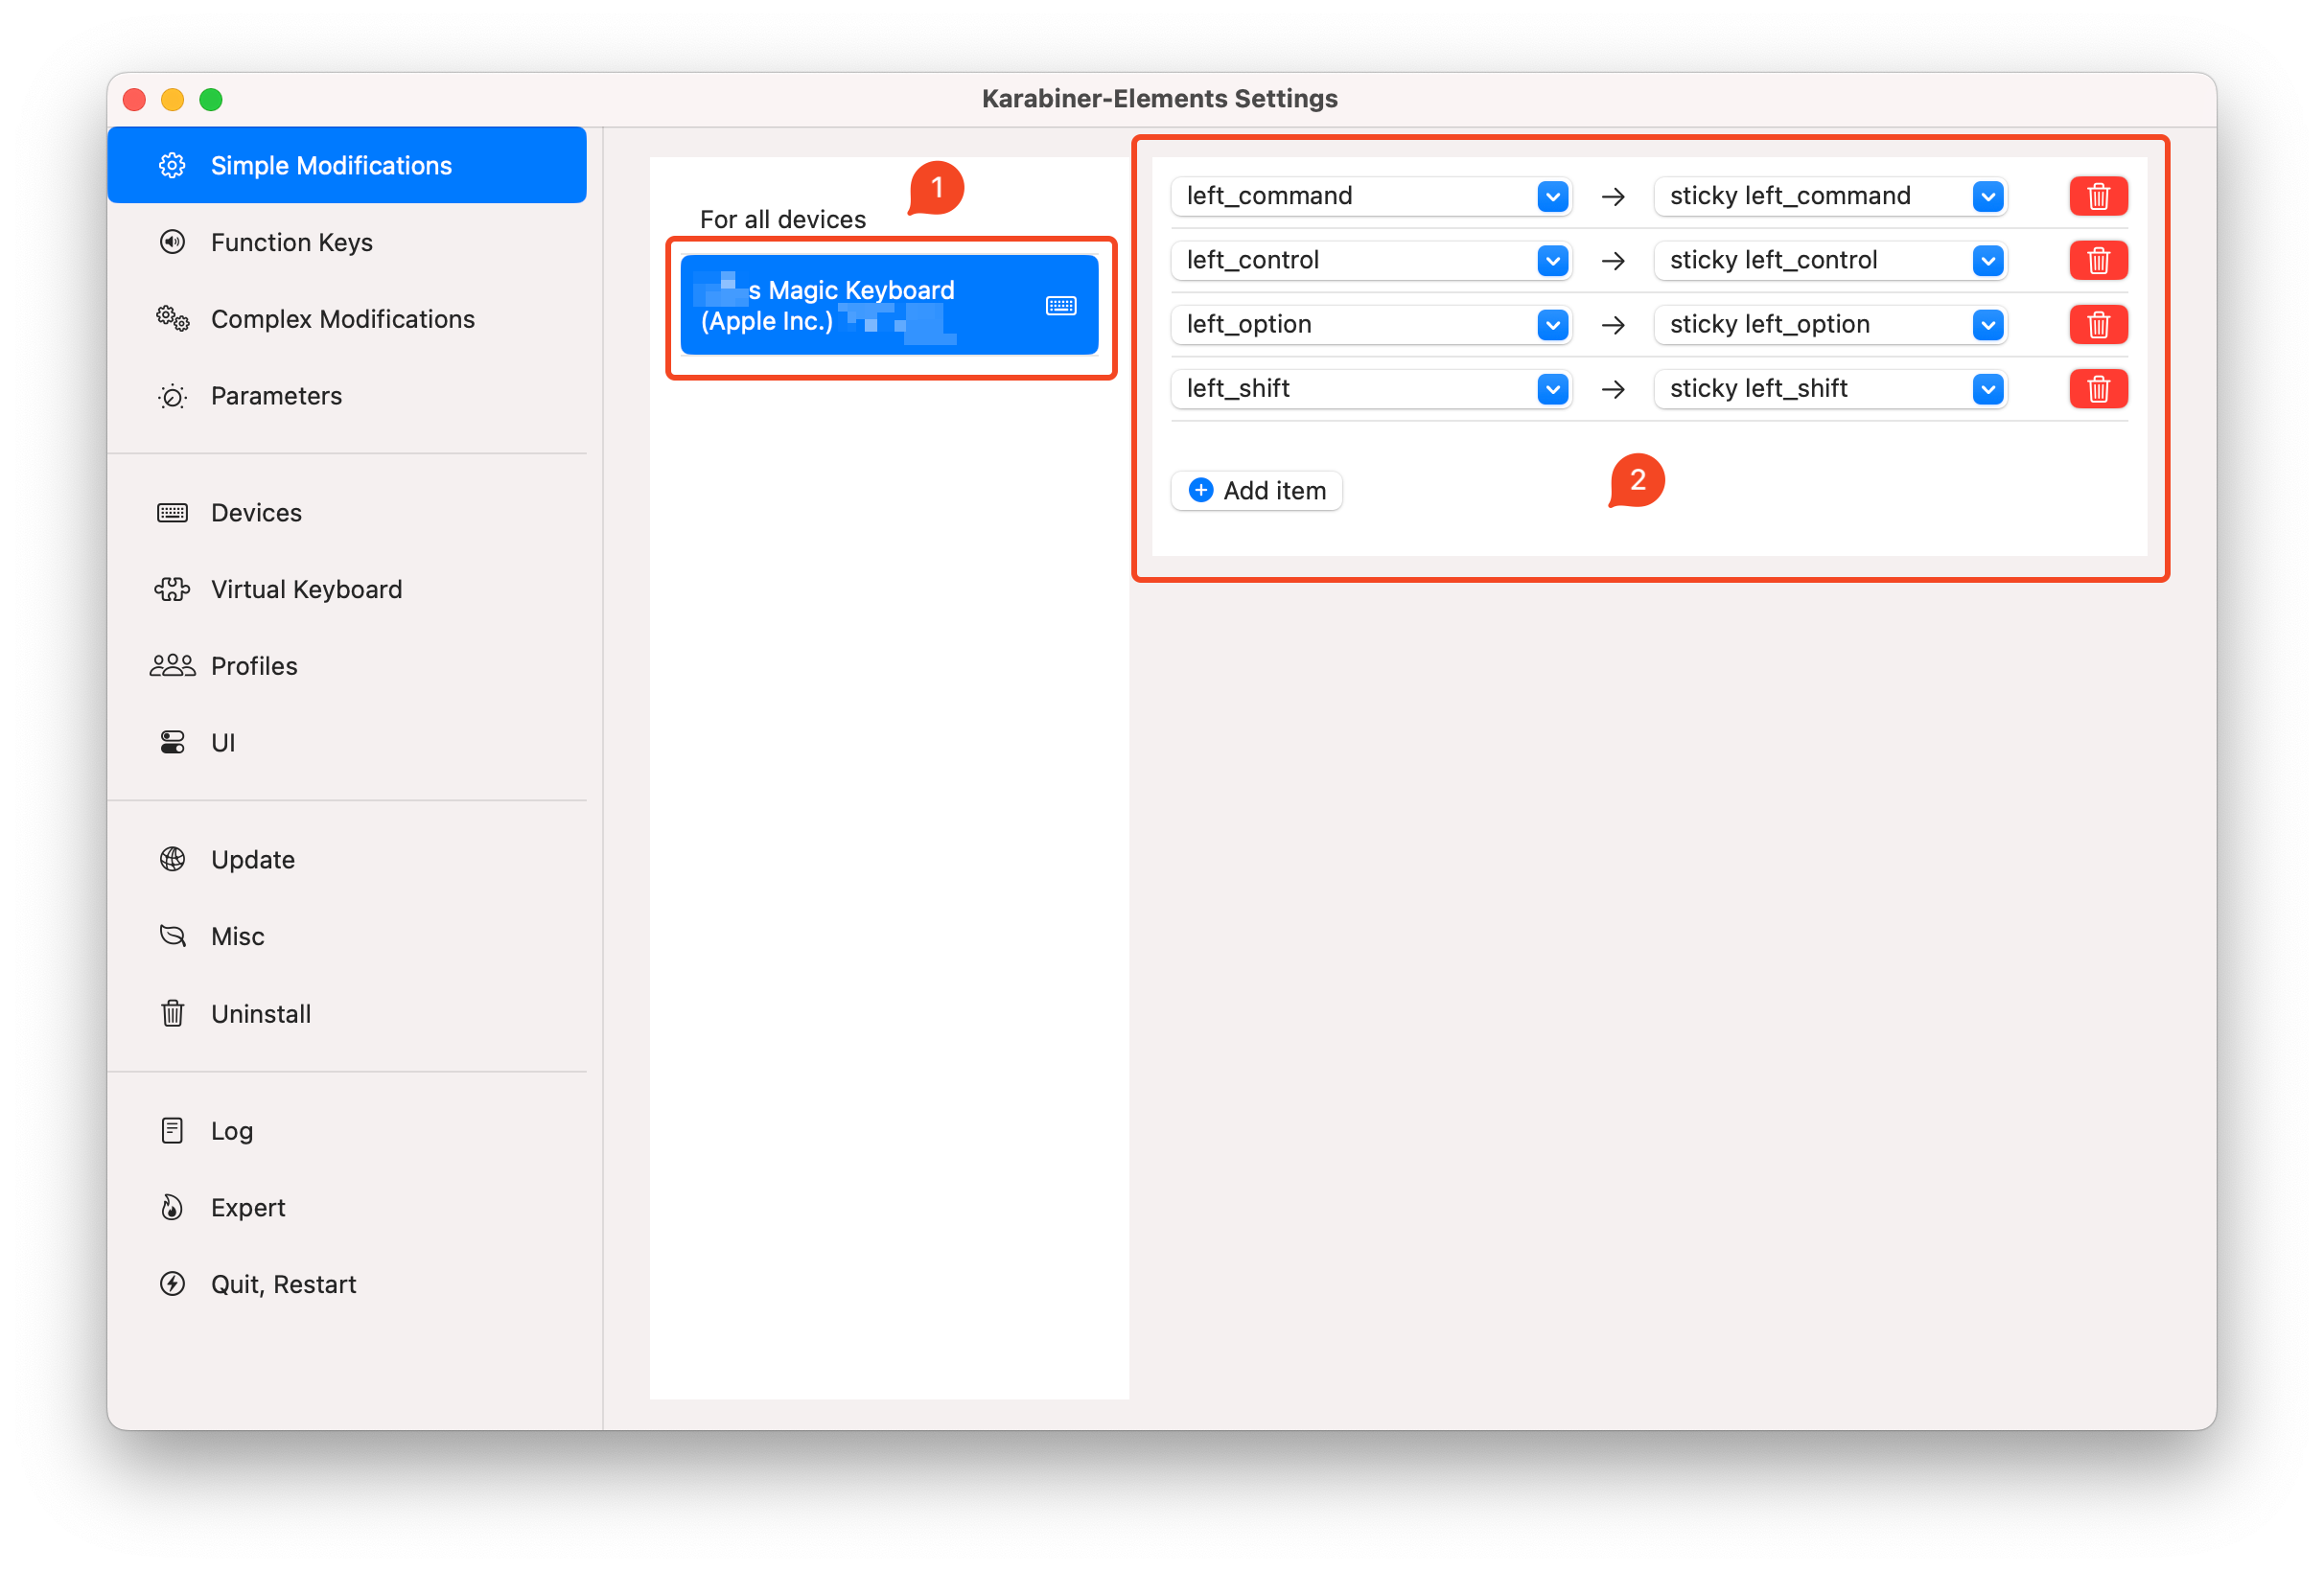 Karabiner-Elements Settings
Simple Modifications
Function Keys
Complex Modifications
Parameters
Devices
Virtual Keyboard
Profiles
UI
Update
Misc
Uninstall
Log
Expert
Quit, Restart
1
For all devices
s Magic Keyboard
(Apple Inc.)
left_command → sticky left_command
left_control → sticky left_control
left_option → sticky left_option
left_shift → sticky left_shift
Add item
2